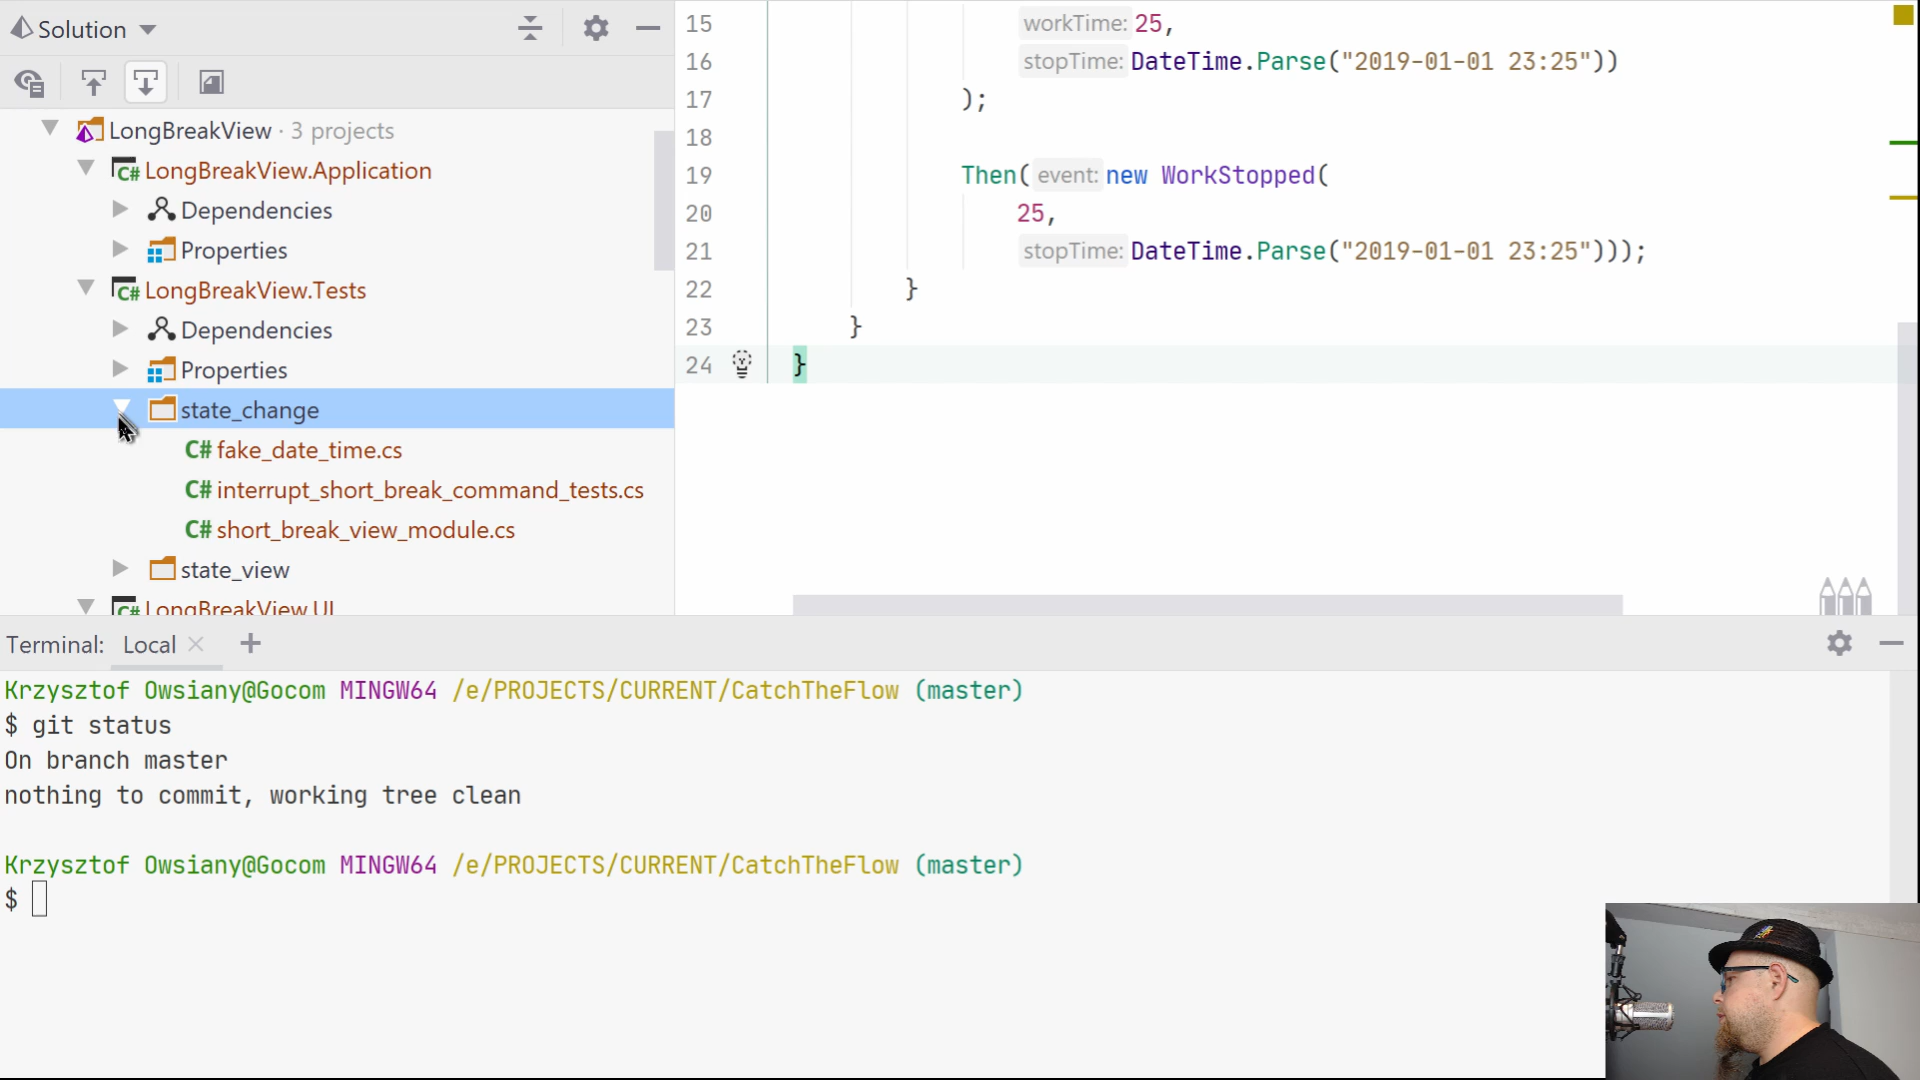 Solution
LongBreakView · 3 projects
C# LongBreakView.Application
Dependencies
Properties
C# LongBreakView.Tests
Dependencies
Properties
state_change
C# fake_date_time.cs
C# interrupt_short_break_command_tests.cs
C# short_break_view_module.cs
state_view
C# LongBreakView.UI
15 workTime: 25,
16 stopTime: DateTime.Parse("2019-01-01 23:25"))
17 );
18
19 Then( event: new WorkStopped(
20 25,
21 stopTime: DateTime.Parse("2019-01-01 23:25")));
22 }
23 }
24 }
Terminal: Local × +
Krzysztof Owsiany@Gocom MINGW64 /e/PROJECTS/CURRENT/CatchTheFlow (master)
$ git status
On branch master
nothing to commit, working tree clean
Krzysztof Owsiany@Gocom MINGW64 /e/PROJECTS/CURRENT/CatchTheFlow (master)
$